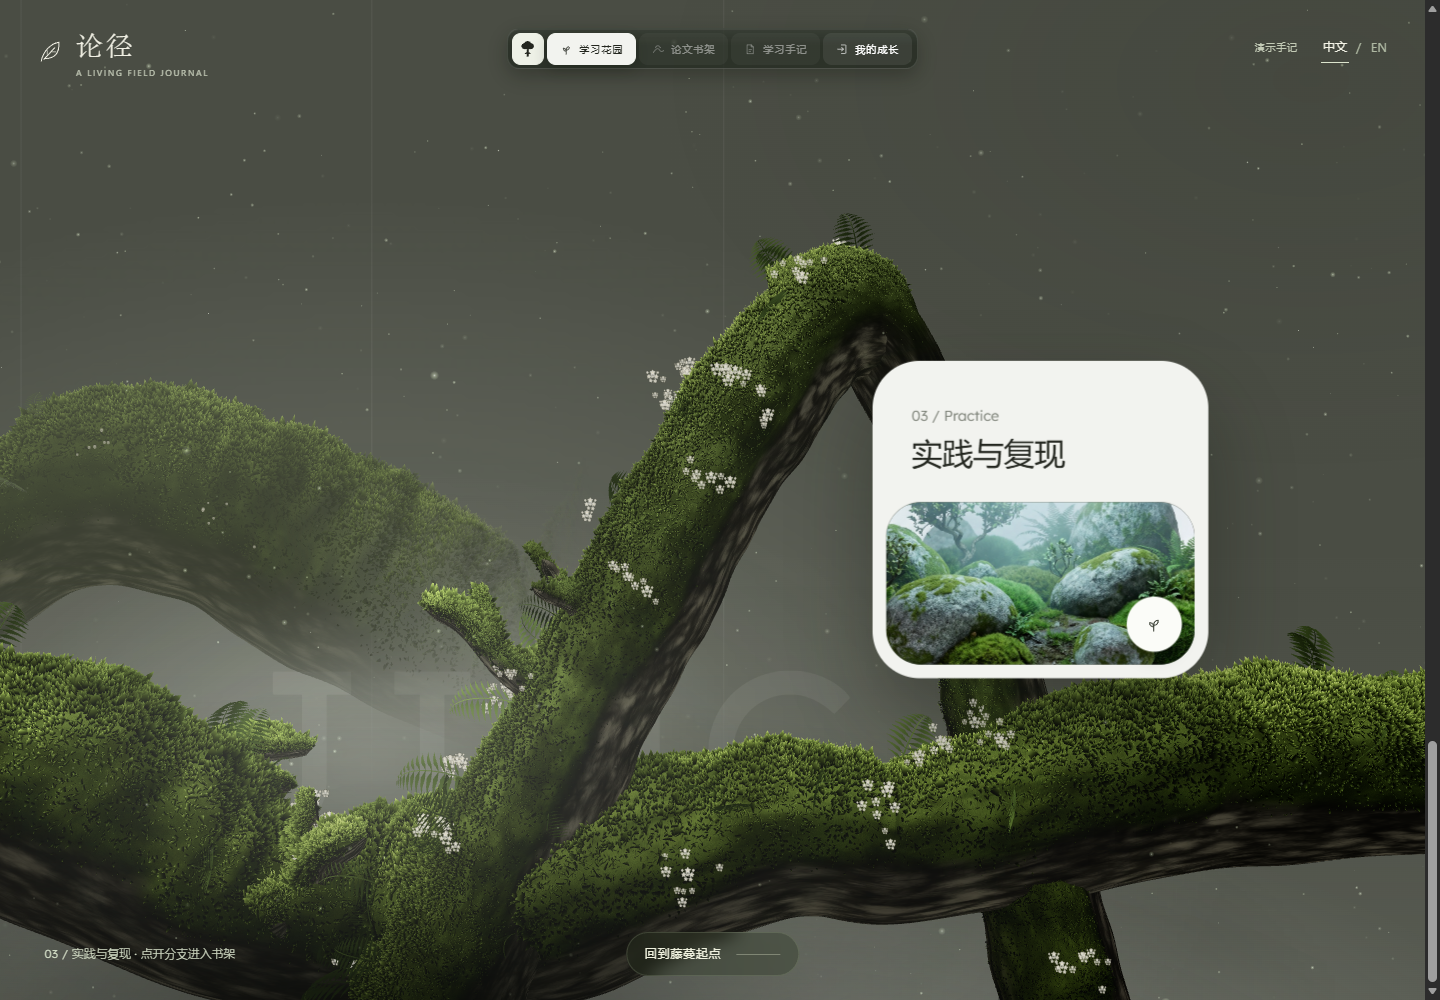 论径
A LIVING FIELD JOURNAL
学习花园
论文书架
学习手记
我的成长
演示手记
中文 / EN
03 / Practice
实践与复现
03 / 实践与复现 · 点开分支进入书架
回到藤蔓起点